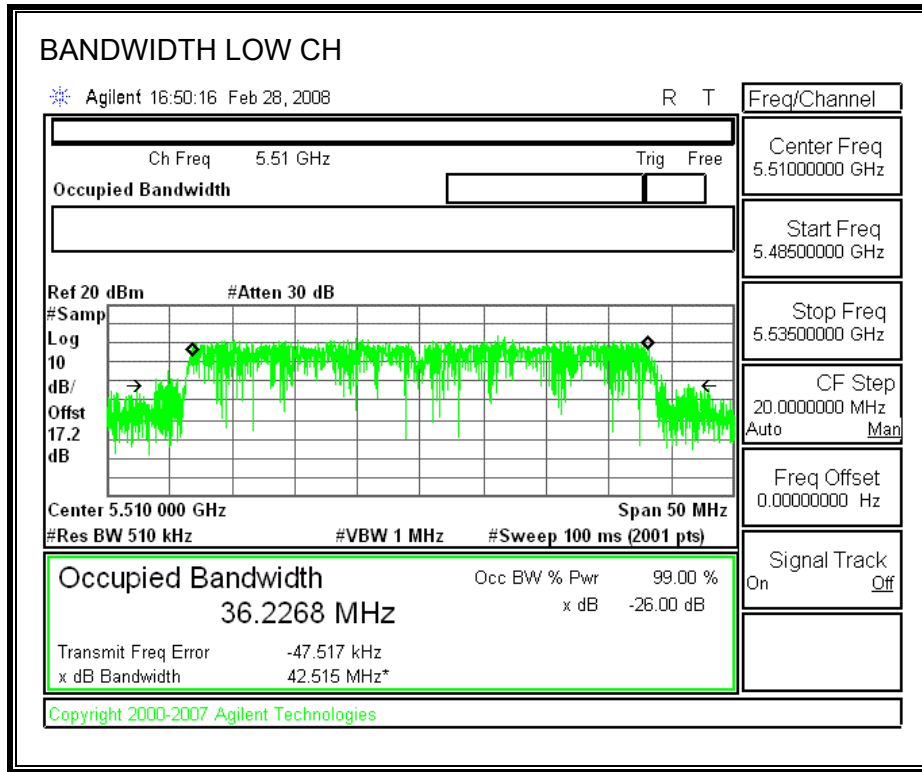 BANDWIDTH LOW CH
Agilent 16:50:16 Feb 28, 2008 R T
Ch Freq 5.51 GHz Trig Free
Occupied Bandwidth
Ref 20 dBm #Atten 30 dB
#Samp
Log
10
dB/
Offst
17.2
dB
Center 5.510 000 GHz Span 50 MHz
#Res BW 510 kHz #VBW 1 MHz #Sweep 100 ms (2001 pts)
Occupied Bandwidth Occ BW % Pwr 99.00 %
36.2268 MHz x dB -26.00 dB
Transmit Freq Error -47.517 kHz
x dB Bandwidth 42.515 MHz*
Copyright 2000-2007 Agilent Technologies
Freq/Channel
Center Freq
5.51000000 GHz
Start Freq
5.48500000 GHz
Stop Freq
5.53500000 GHz
CF Step
20.0000000 MHz
Auto Man
Freq Offset
0.00000000 Hz
Signal Track
On Off